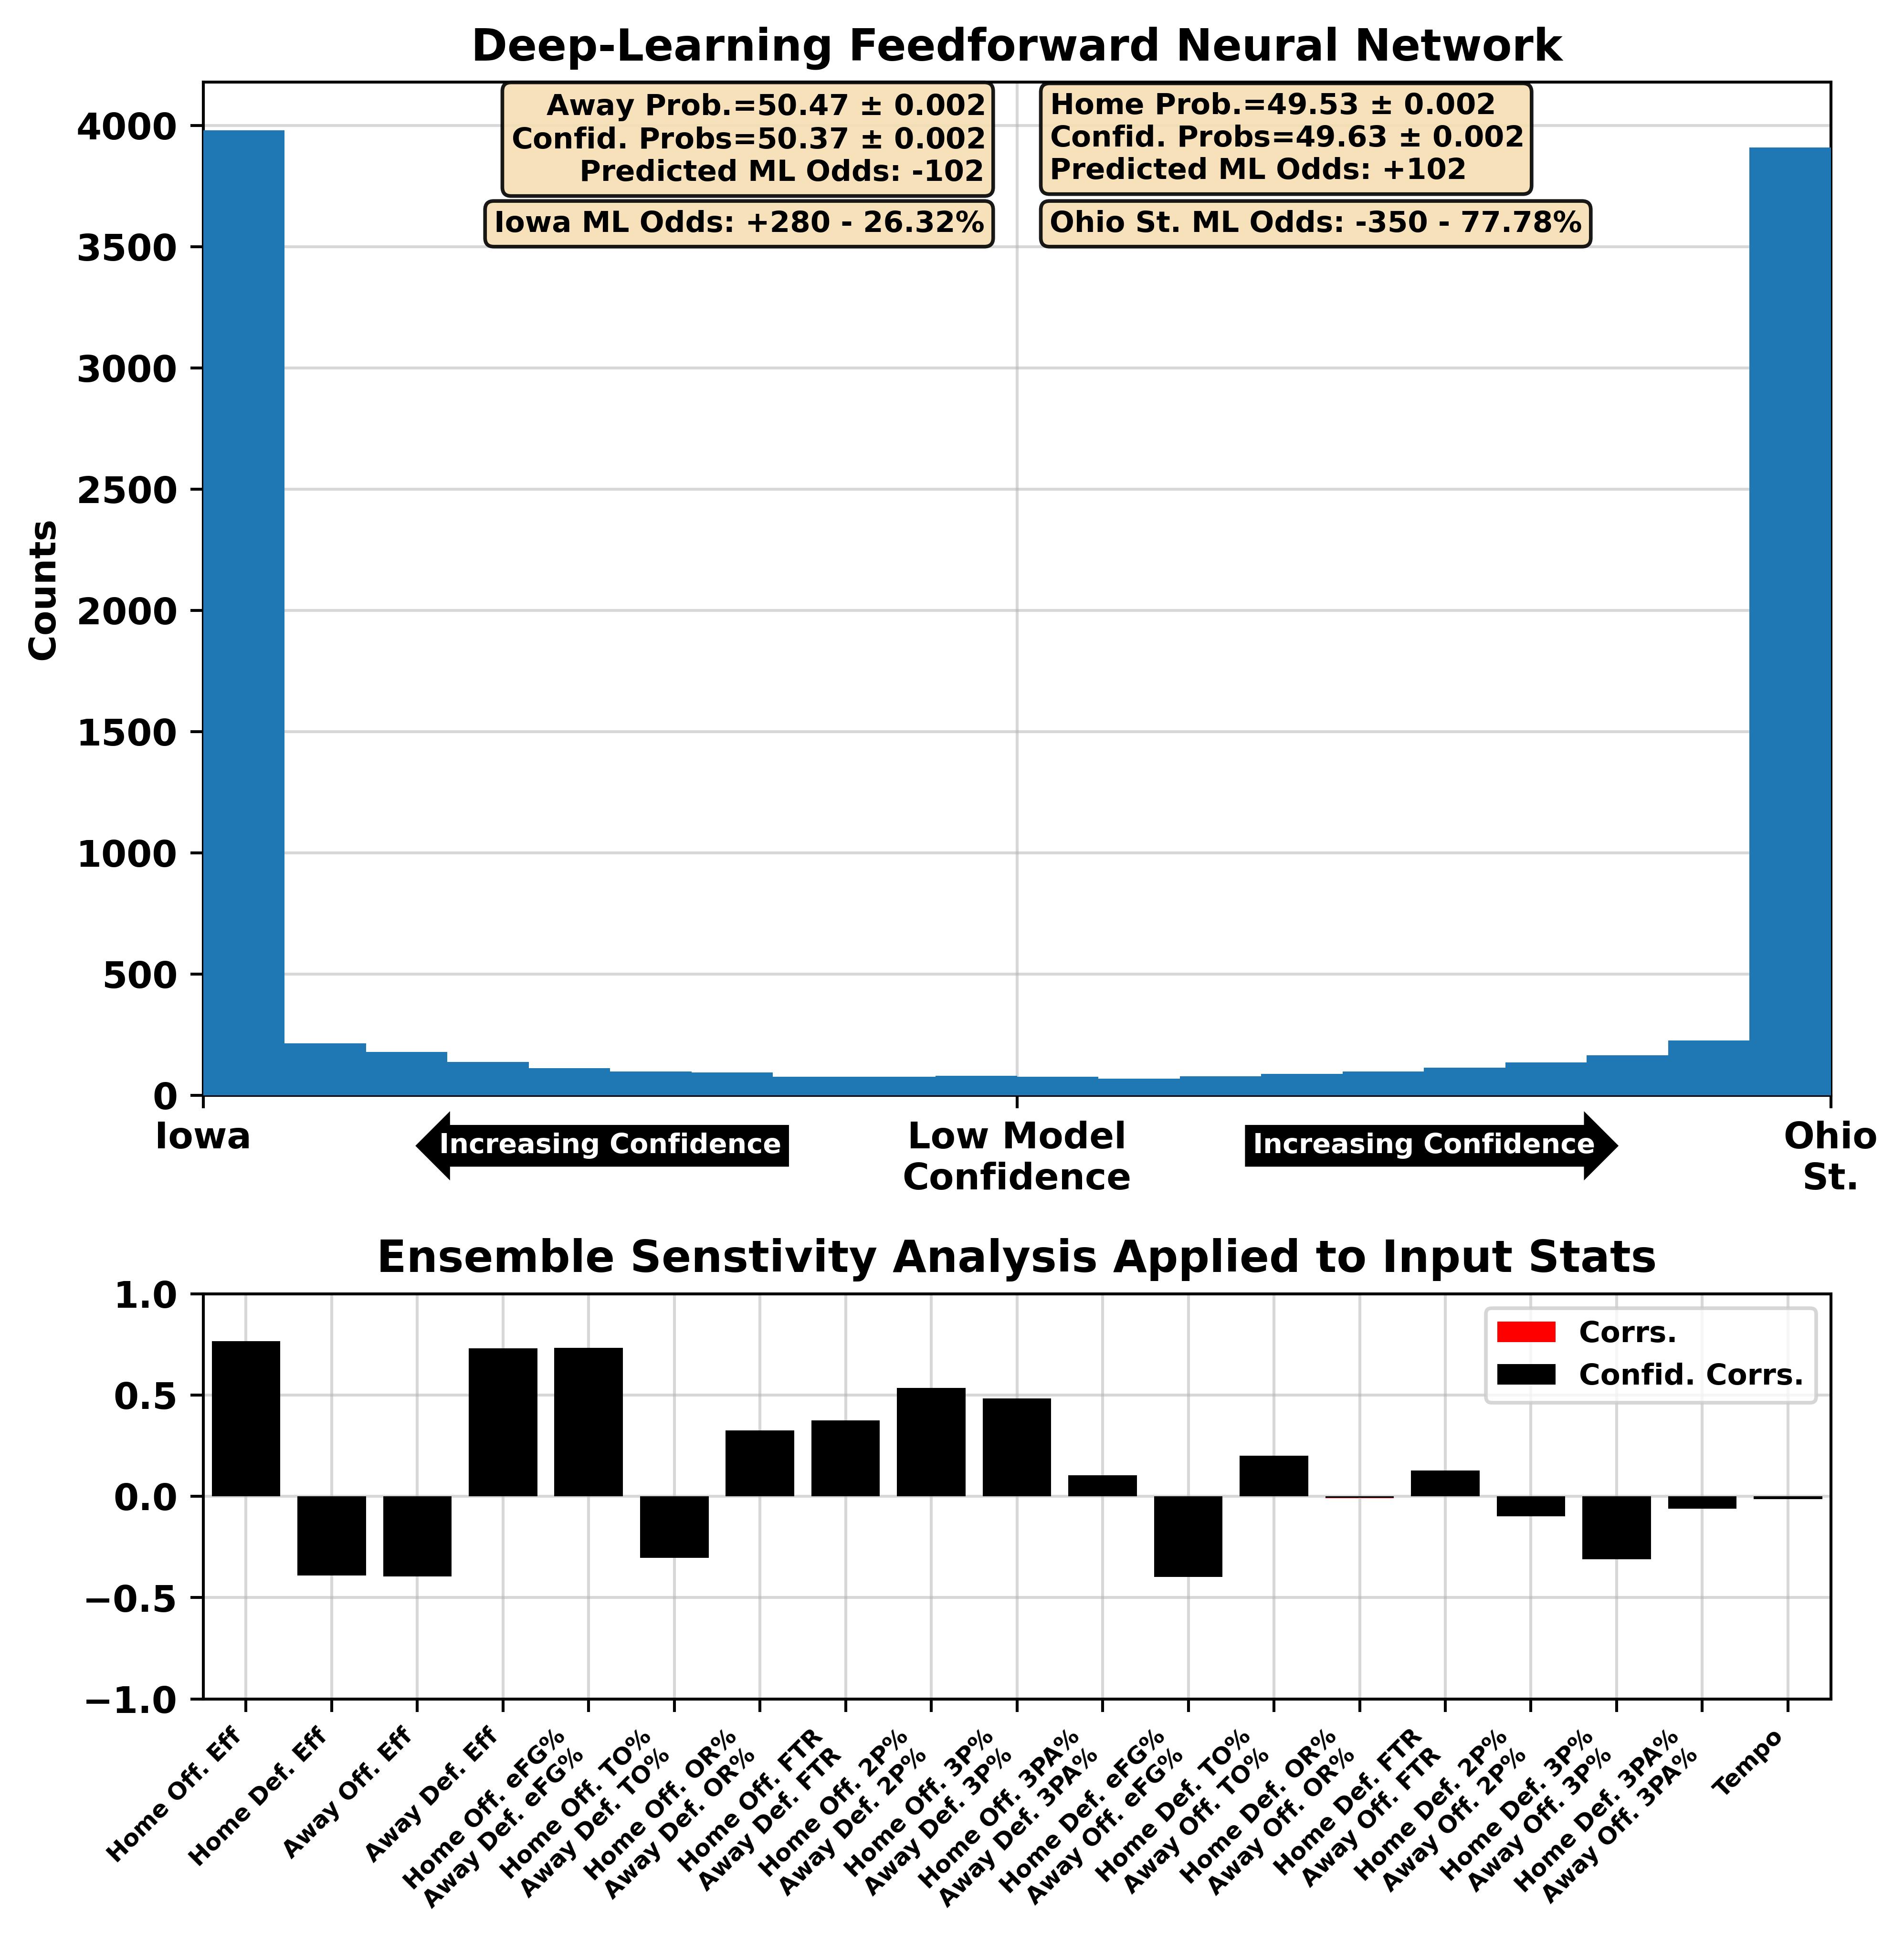 Deep-Learning Feedforward Neural Network
Away Prob.=50.47 ± 0.002
Confid. Probs=50.37 ± 0.002
Predicted ML Odds: -102
Iowa ML Odds: +280 - 26.32%
Home Prob.=49.53 ± 0.002
Confid. Probs=49.63 ± 0.002
Predicted ML Odds: +102
Ohio St. ML Odds: -350 - 77.78%
Counts
4000
3500
3000
2500
2000
1500
1000
500
0
Iowa
Increasing Confidence
Low Model
Confidence
Increasing Confidence
Ohio
St.
Ensemble Senstivity Analysis Applied to Input Stats
1.0
0.5
0.0
−0.5
−1.0
Corrs.
Confid. Corrs.
Home Off. Eff
Home Def. Eff
Away Off. Eff
Away Def. Eff
Home Off. eFG%
Away Def. eFG%
Home Off. TO%
Away Def. TO%
Home Off. OR%
Away Def. OR%
Home Off. FTR
Away Def. FTR
Home Off. 2P%
Away Def. 2P%
Home Off. 3P%
Away Def. 3P%
Home Off. 3PA%
Away Def. 3PA%
Home Def. eFG%
Away Off. eFG%
Home Def. TO%
Away Off. TO%
Home Def. OR%
Away Off. OR%
Home Def. FTR
Away Off. FTR
Home Def. 2P%
Away Off. 2P%
Home Def. 3P%
Away Off. 3P%
Home Def. 3PA%
Away Off. 3PA%
Tempo